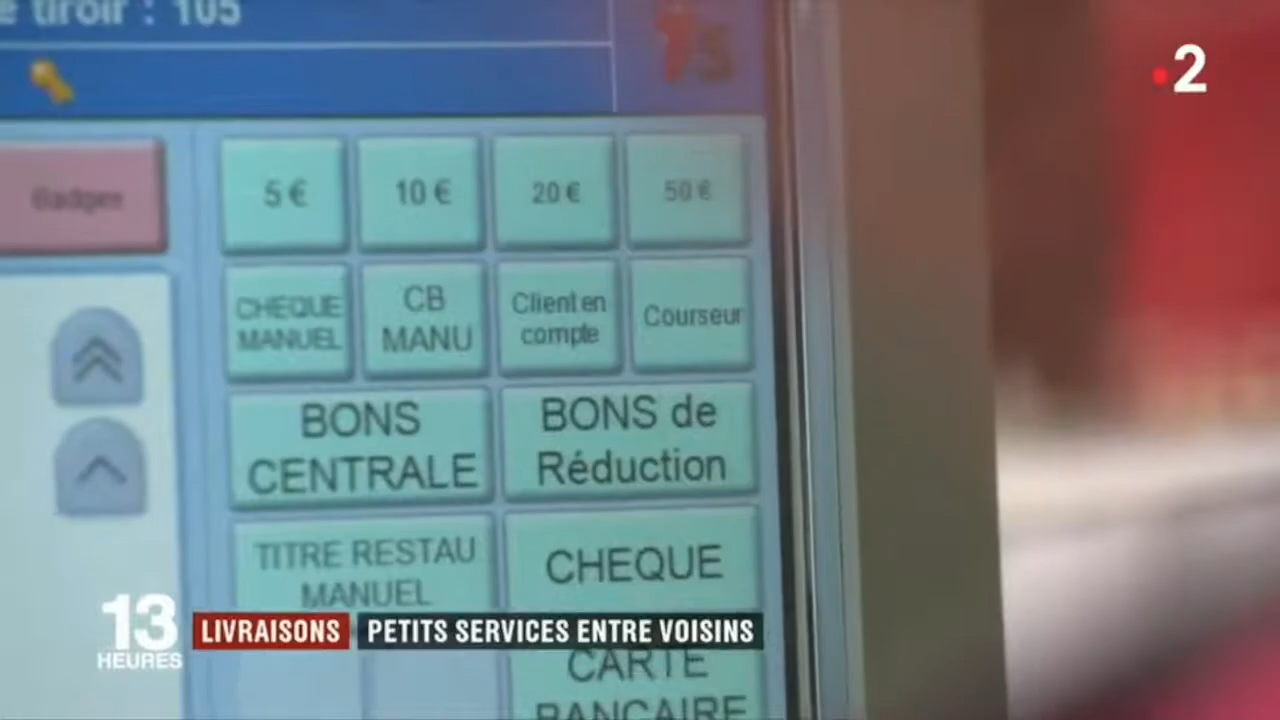 tiroir : 105
2
5 €
10 €
20 €
50 €
CHEQUE
MANUEL
CB
MANU
Client en
compte
Courseur
BONS
CENTRALE
BONS de
Réduction
TITRE RESTAU
MANUEL
CHEQUE
CARTE
BANCAIRE
13
HEURES
LIVRAISONS
PETITS SERVICES ENTRE VOISINS